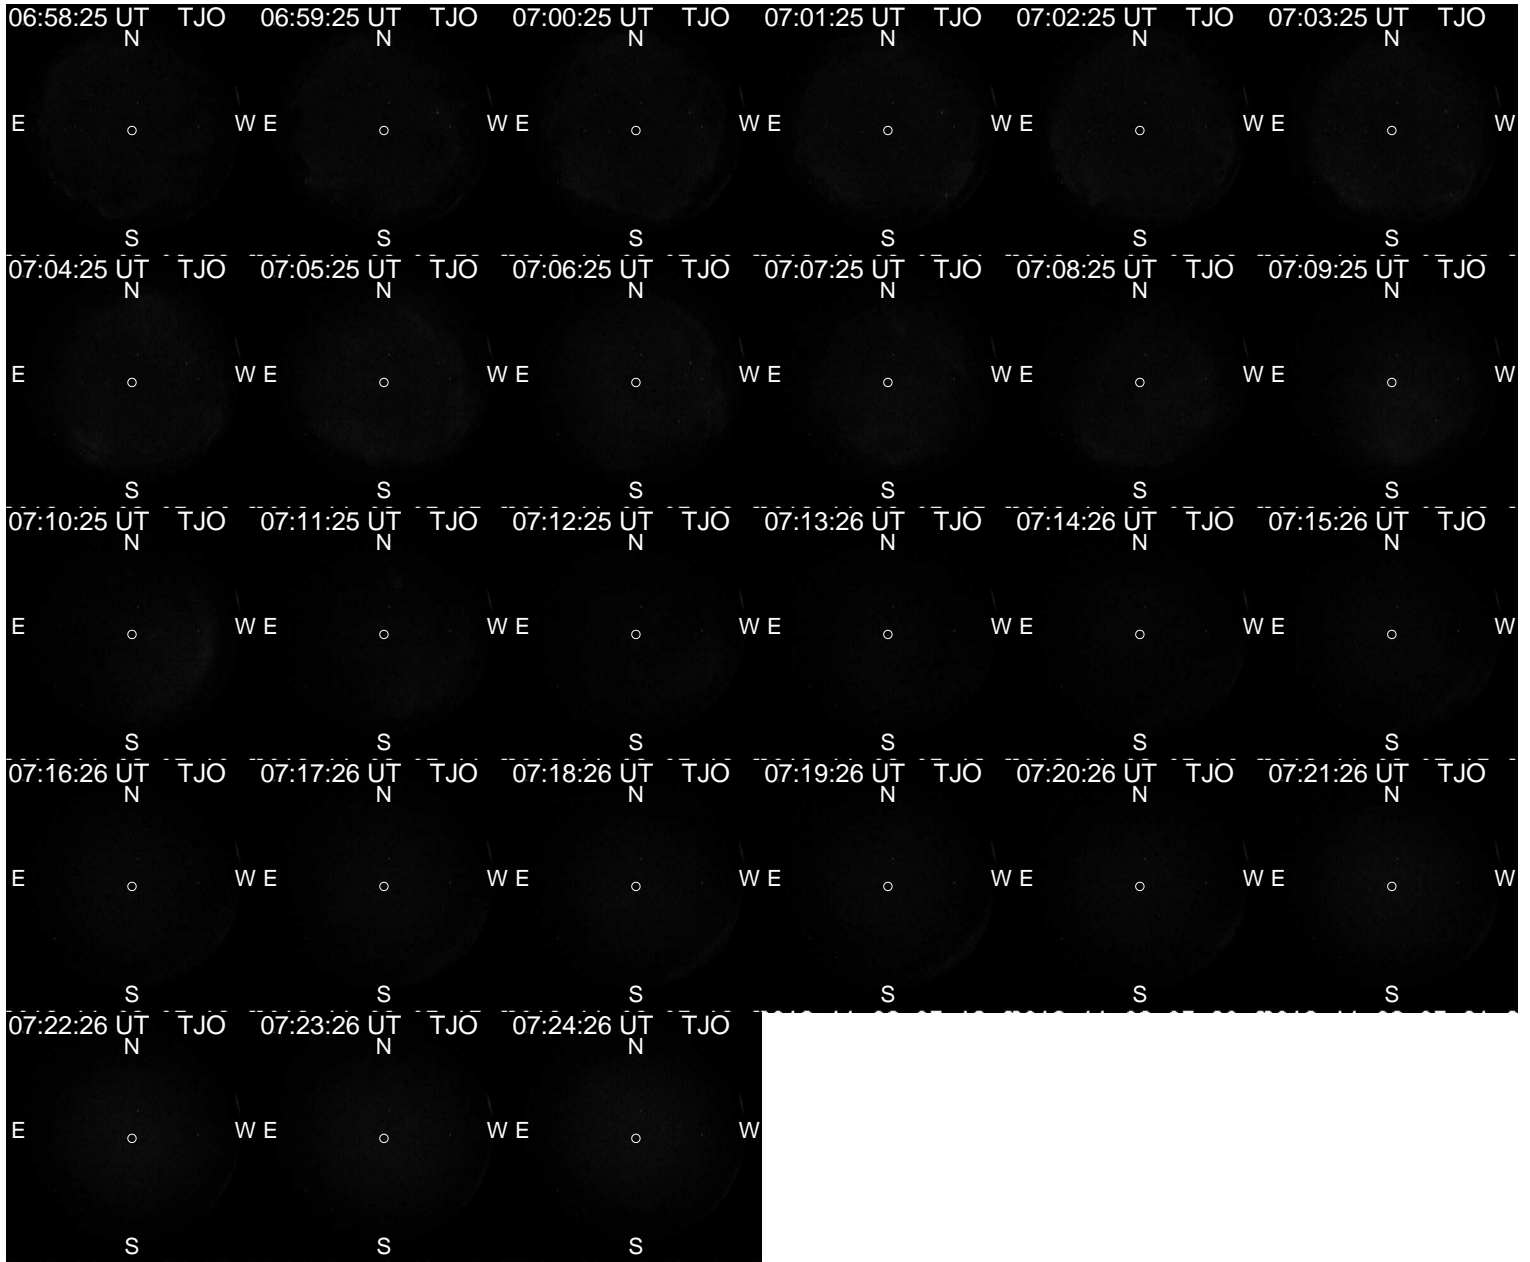 06:58:25 UT TJO 06:59:25 UT TJO 07:00:25 UT TJO 07:01:25 UT TJO 07:02:25 UT TJO 07:03:25 UT TJO
N N N N N N
E W E W E W E W E W E W
S S S S S S
07:04:25 UT TJO 07:05:25 UT TJO 07:06:25 UT TJO 07:07:25 UT TJO 07:08:25 UT TJO 07:09:25 UT TJO
N N N N N N
E W E W E W E W E W E W
S S S S S S
07:10:25 UT TJO 07:11:25 UT TJO 07:12:25 UT TJO 07:13:26 UT TJO 07:14:26 UT TJO 07:15:26 UT TJO
N N N N N N
E W E W E W E W E W E W
S S S S S S
07:16:26 UT TJO 07:17:26 UT TJO 07:18:26 UT TJO 07:19:26 UT TJO 07:20:26 UT TJO 07:21:26 UT TJO
N N N N N N
E W E W E W E W E W E W
S S S S S S
07:22:26 UT TJO 07:23:26 UT TJO 07:24:26 UT TJO
N N N
E W E W E W
S S S